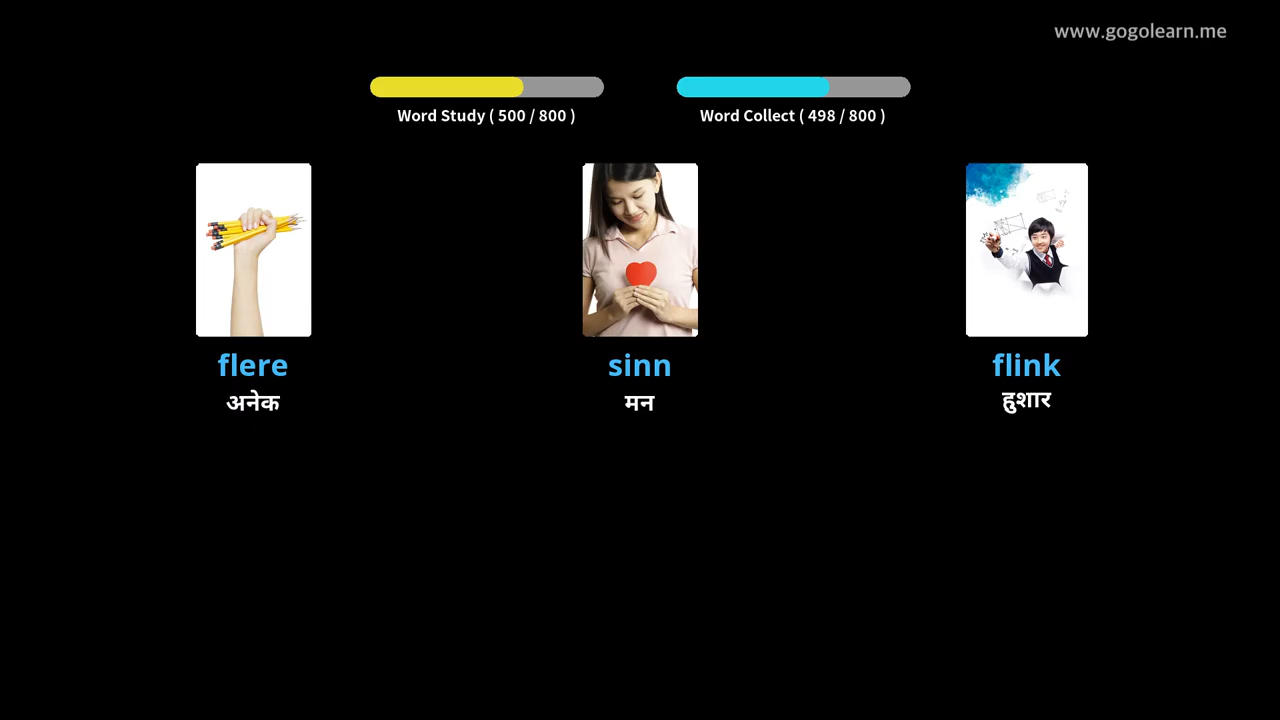 www.gogolearn.me
Word Study ( 500 / 800 )
Word Collect ( 498 / 800 )
flere
sinn
flink
अनेक
मन
हुशार